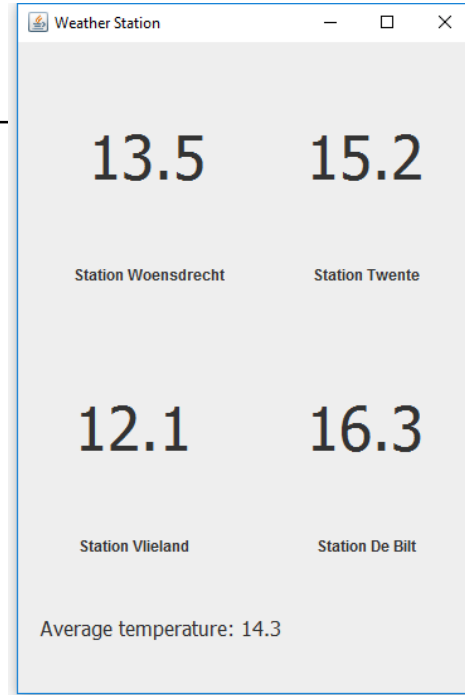 Weather Station
13.5 15.2
Station Woensdrecht Station Twente
12.1 16.3
Station Vlieland Station De Bilt
Average temperature: 14.3